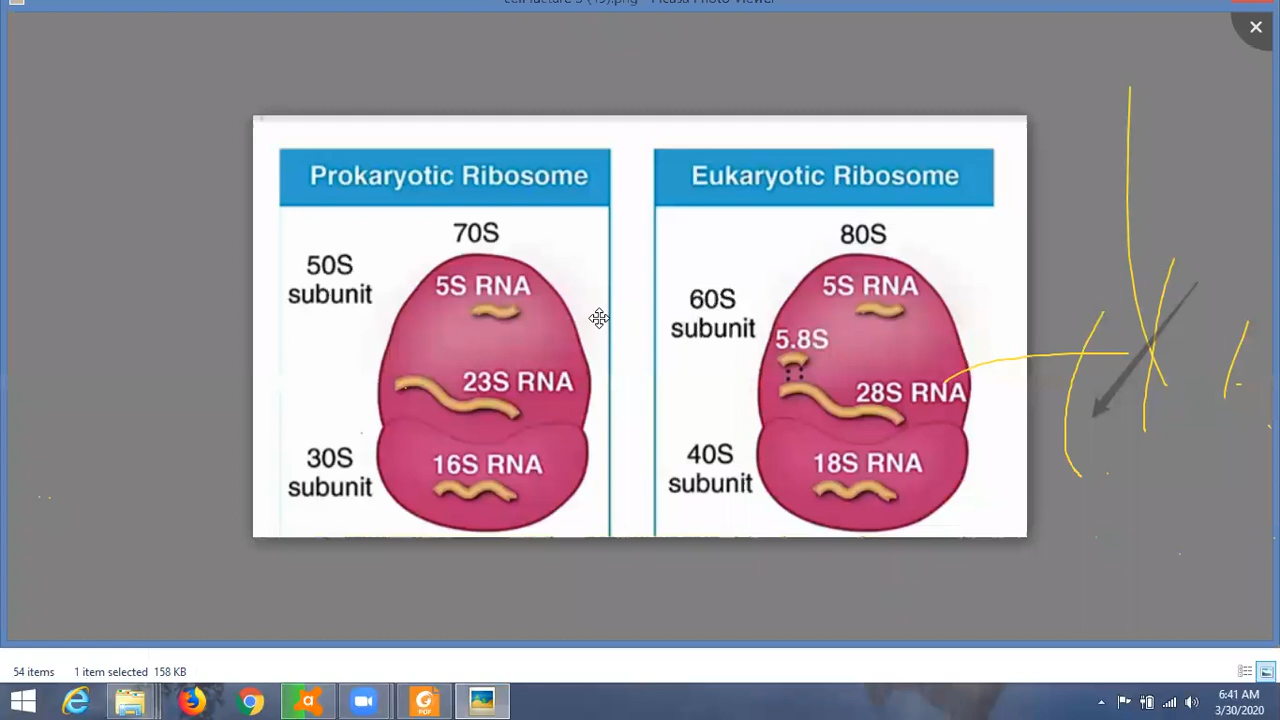 Prokaryotic Ribosome
70S
50S
subunit
5S RNA
23S RNA
30S
subunit
16S RNA
Eukaryotic Ribosome
80S
60S
subunit
5S RNA
5.8S
28S RNA
40S
subunit
18S RNA
54 items 1 item selected 158 KB
6:41 AM
3/30/2020